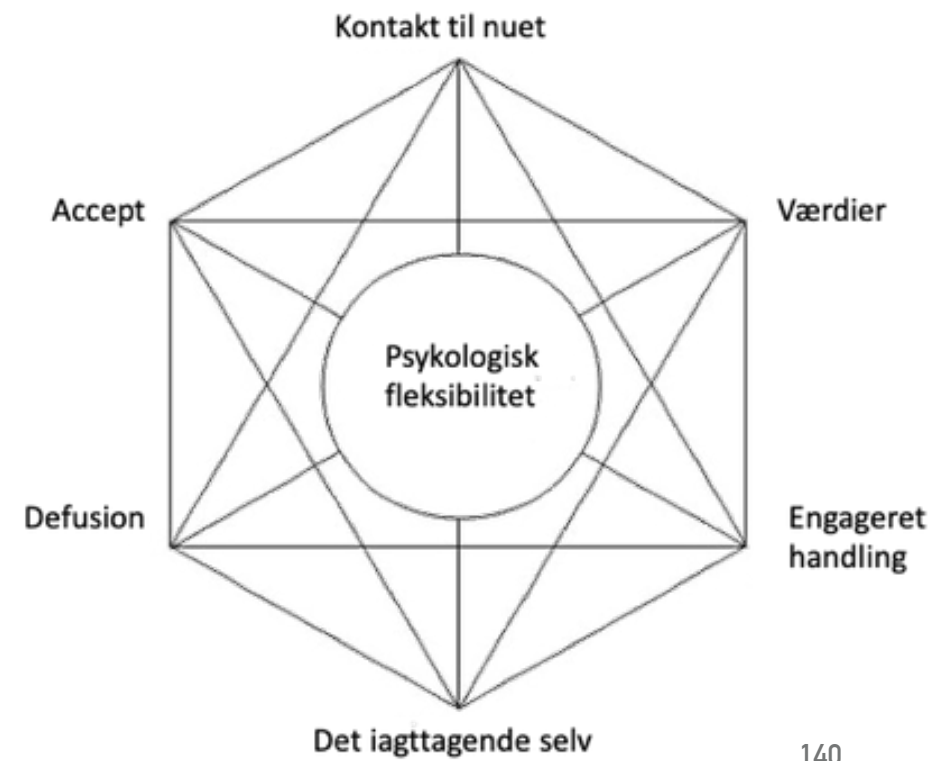 Kontakt til nuet
Accept
Værdier
Psykologisk
fleksibilitet
Defusion
Engageret
handling
Det iagttagende selv
140